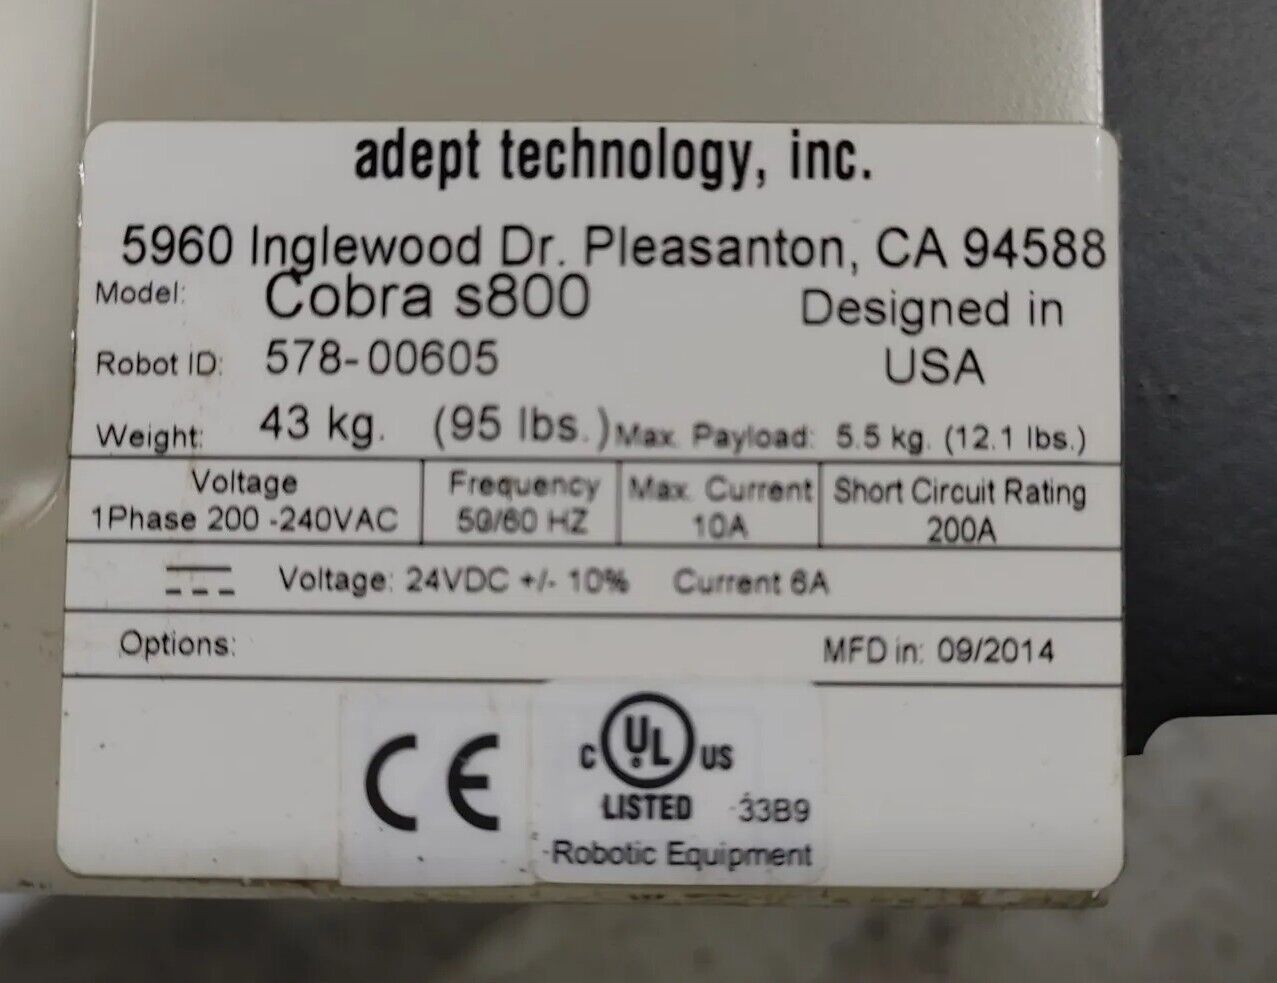 adept technology, inc.
5960 Inglewood Dr. Pleasanton, CA 94588
Model: Cobra s800
Designed in
USA
Robot ID: 578-00605
Weight: 43 kg. (95 lbs.) Max. Payload: 5.5 kg. (12.1 lbs.)
Voltage
1Phase 200 -240VAC
Frequency
50/60 HZ
Max. Current
10A
Short Circuit Rating
200A
Voltage: 24VDC +/- 10% Current 6A
Options:
MFD in: 09/2014
CE
C UL US
LISTED 33B9
Robotic Equipment